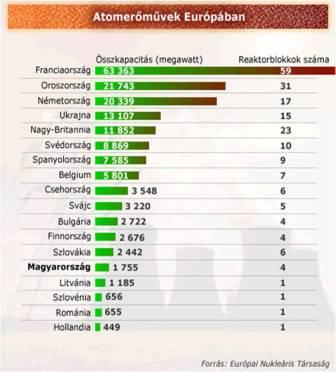 Atomerőművek Európában
Összkapacitás (megawatt) Reaktorblokkok száma
Franciaország 63 363 59
Oroszország 21 743 31
Németország 20 339 17
Ukrajna 13 107 15
Nagy-Britannia 11 852 23
Svédország 8 869 10
Spanyolország 7 585 9
Belgium 5 801 7
Csehország 3 548 6
Svájc 3 220 5
Bulgária 2 722 4
Finnország 2 676 4
Szlovákia 2 442 6
Magyarország 1 755 4
Litvánia 1 185 1
Szlovénia 656 1
Románia 655 1
Hollandia 449 1
Forrás: Európai Nukleáris Társaság